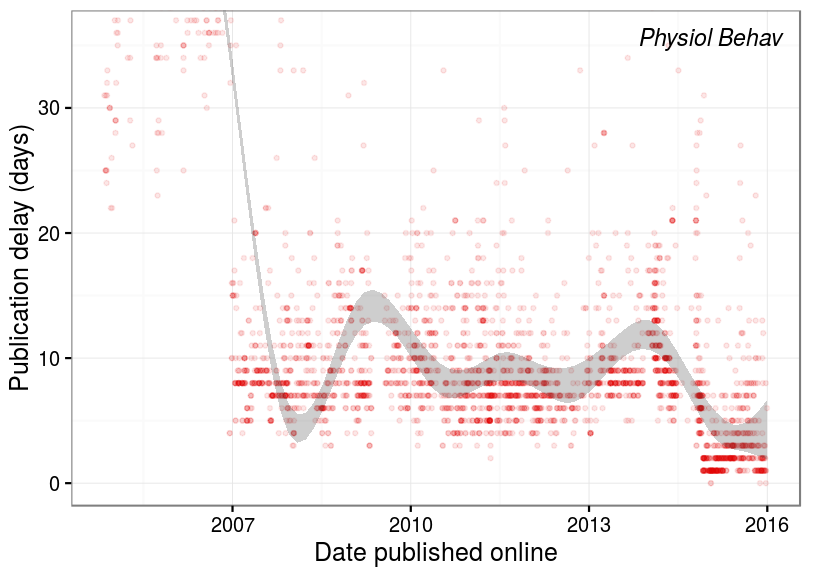 Physiol Behav
Publication delay (days)
30
20
10
0
2007 2010 2013 2016
Date published online